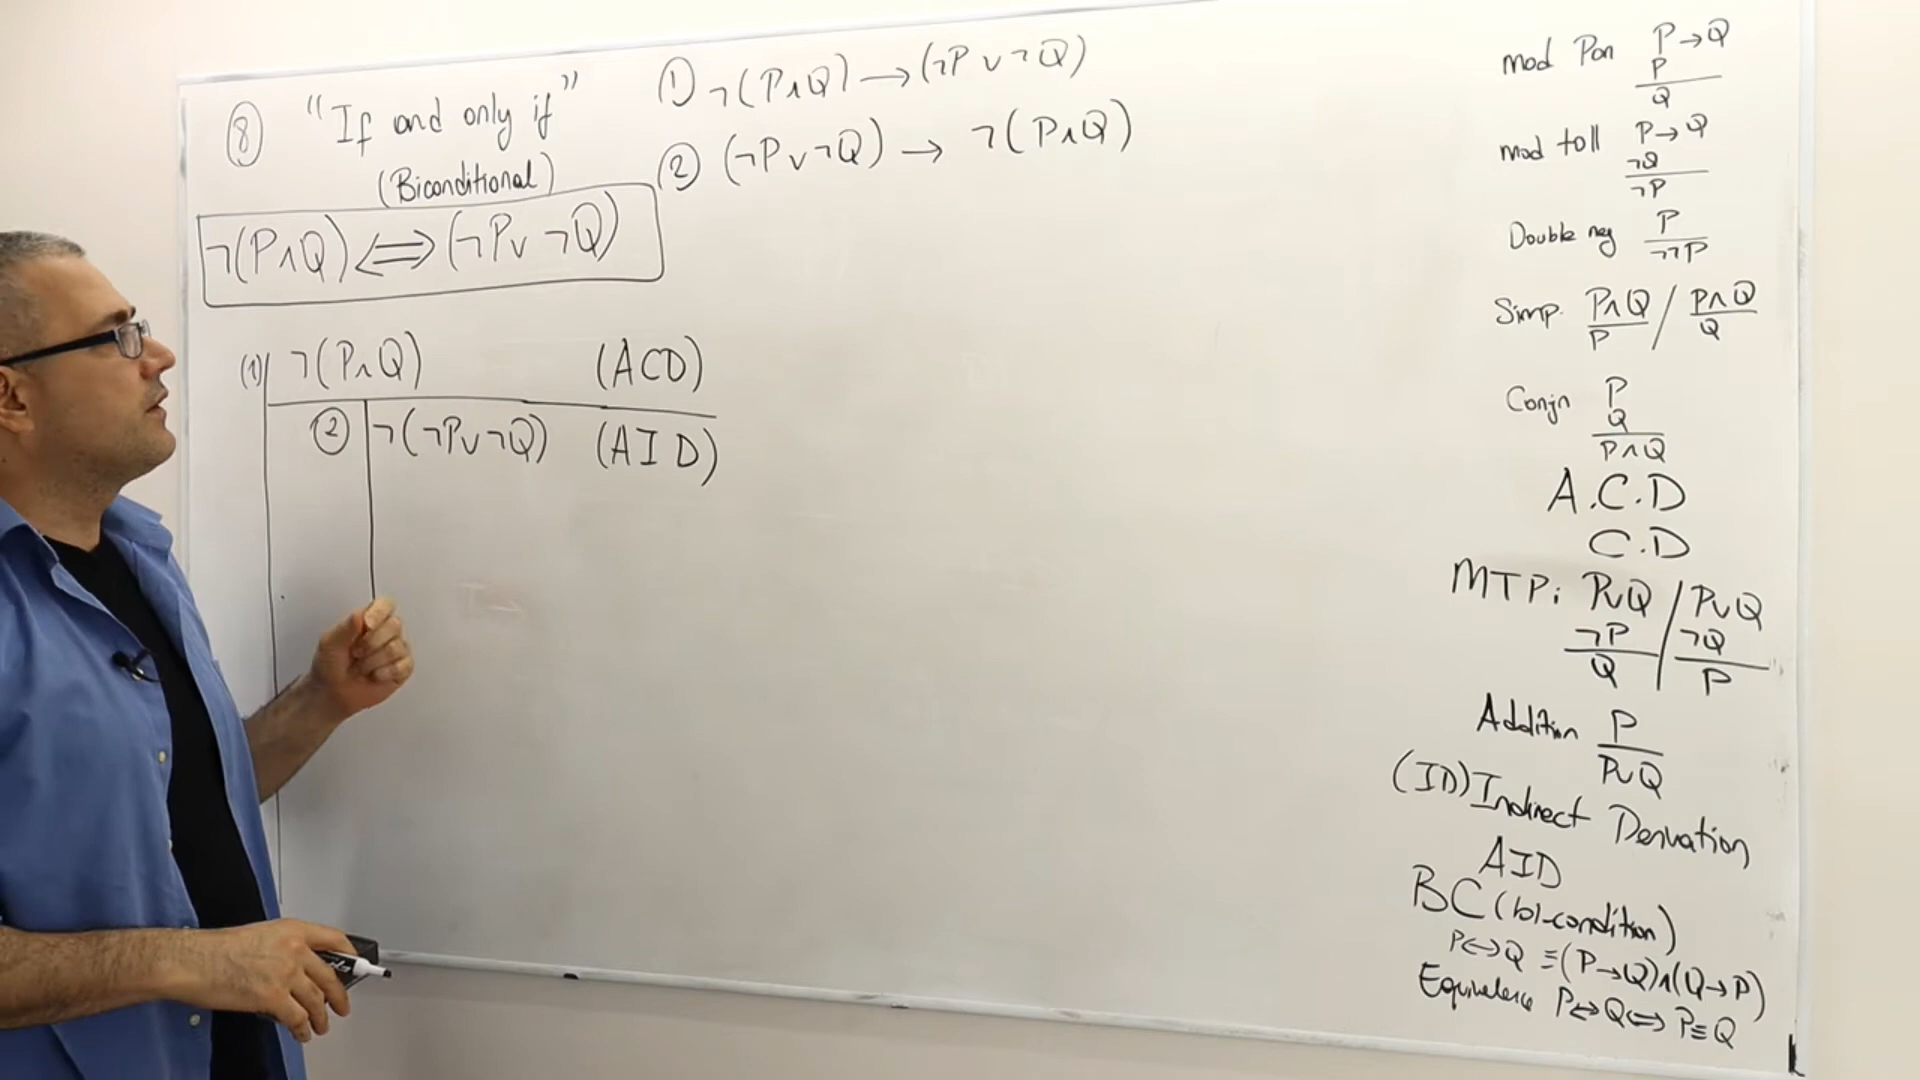 ⑧ "If and only if"
(Biconditional)
¬(P∧Q) ⟺ (¬P∨¬Q)
① ¬(P∧Q) → (¬P∨¬Q)
② (¬P∨¬Q) → ¬(P∧Q)
(1) ¬(P∧Q) (ACD)
② ¬(¬P∨¬Q) (AID)
mod Pon P→Q
P
Q
mod toll P→Q
¬Q
¬P
Double neg P
¬¬P
Simp. P∧Q / P∧Q
P Q
Conjn P
Q
P∧Q
A.C.D
C.D
MTP: P∨Q / P∨Q
¬P ¬Q
Q P
Addition P
P∨Q
(ID) Indirect Derivation
AID
BC (bi-condition)
P↔Q ≡ (P→Q)∧(Q→P)
Equivalence P⇔Q⟺P≡Q